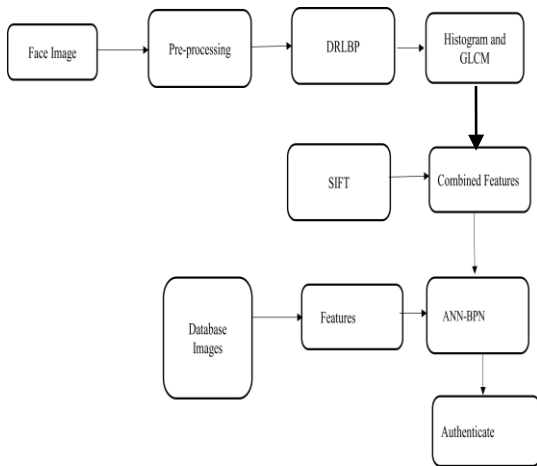 Face Image
Pre-processing
DRLBP
Histogram and
GLCM
SIFT
Combined Features
Database
Images
Features
ANN-BPN
Authenticate